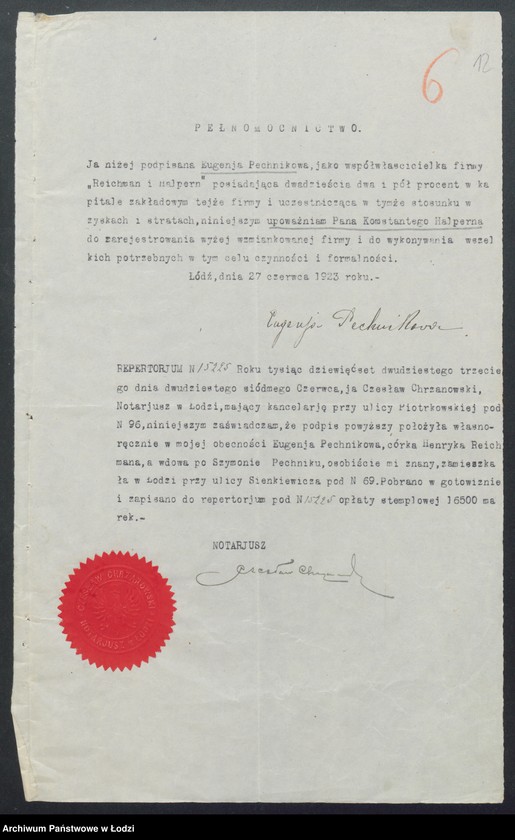 6 12
PEŁNOMOCNICTWO.
Ja niżej podpisana Eugenja Pechnikowa,jako współwłaścicielka firmy
„Reichman i Halpern" posiadająca dwadzieścia dwa i pół procent w ka
pitale zakładowym tejże firmy i uczestnicząca w tymże stosunku w
zyskach i stratach,niniejszym upoważniam Pana Konstantego Halperna
do zarejestrowania wyżej wzmiankowanej firmy i do wykonywania wszel
kich potrzebnych w tym celu czynności i formalności.
Łódź,dnia 27 czerwca 1923 roku.-
Eugenja Pechnikowa
REPERTORJUM N 15225 Roku tysiąc dziewięćset dwudziestego trzecie
go dnia dwudziestego siódmego Czerwca,ja Czesław Chrzanowski,
Notarjusz w Łodzi,mający kancelarję przy ulicy Piotrkowskiej pod
N 96,niniejszym zaświadczam,że podpis powyższy położyła własno-
ręcznie w mojej obecności Eugenja Pechnikowa,córka Henryka Reich
mana,a wdowa po Szymonie Pechniku,osobiście mi znany,zamieszka
ła w Łodzi przy ulicy Sienkiewicza pod N 69.Pobrano w gotowiznie
i zapisano do repertorjum pod N 15225 opłaty stemplowej 16500 ma
rek.-
NOTARJUSZ
Czesław Chrzanowski
Archiwum Państwowe w Łodzi